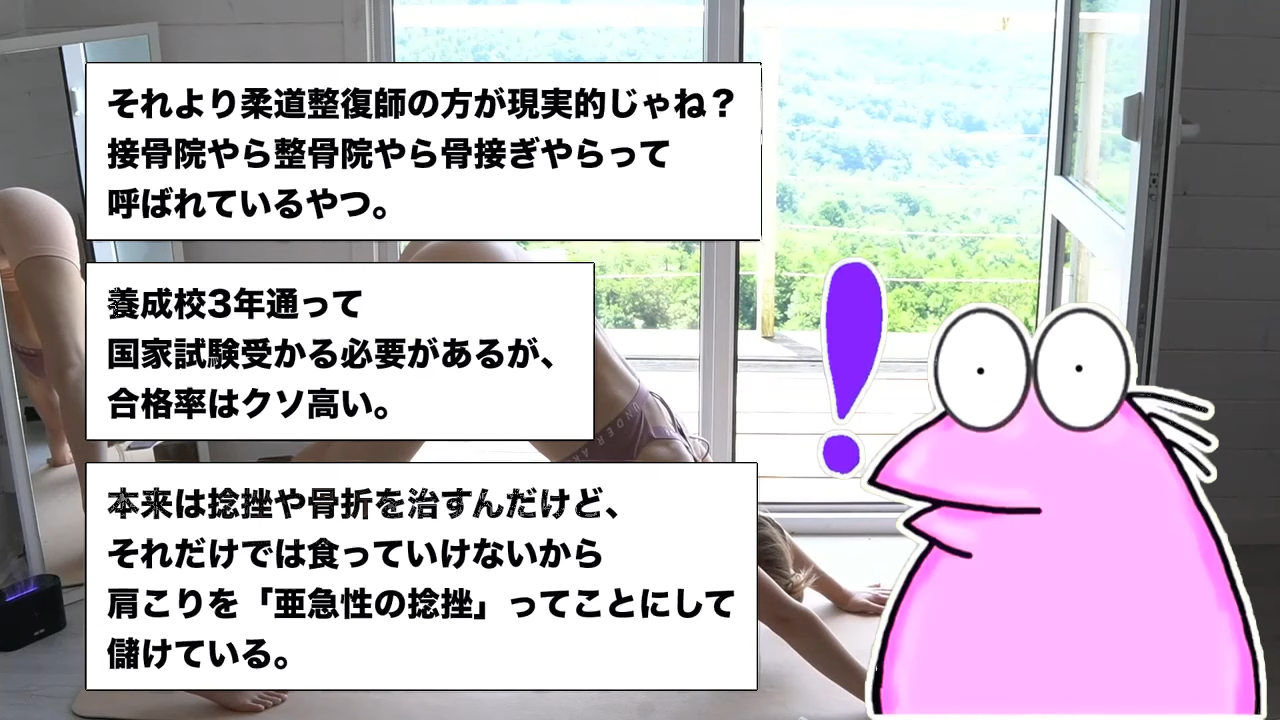 それより柔道整復師の方が現実的じゃね？
接骨院やら整骨院やら骨接ぎやらって
呼ばれているやつ。
養成校3年通って
国家試験受かる必要があるが、
合格率はクソ高い。
UNDER AR
本来は捻挫や骨折を治すんだけど、
それだけでは食っていけないから
肩こりを「亜急性の捻挫」ってことにして
儲けている。